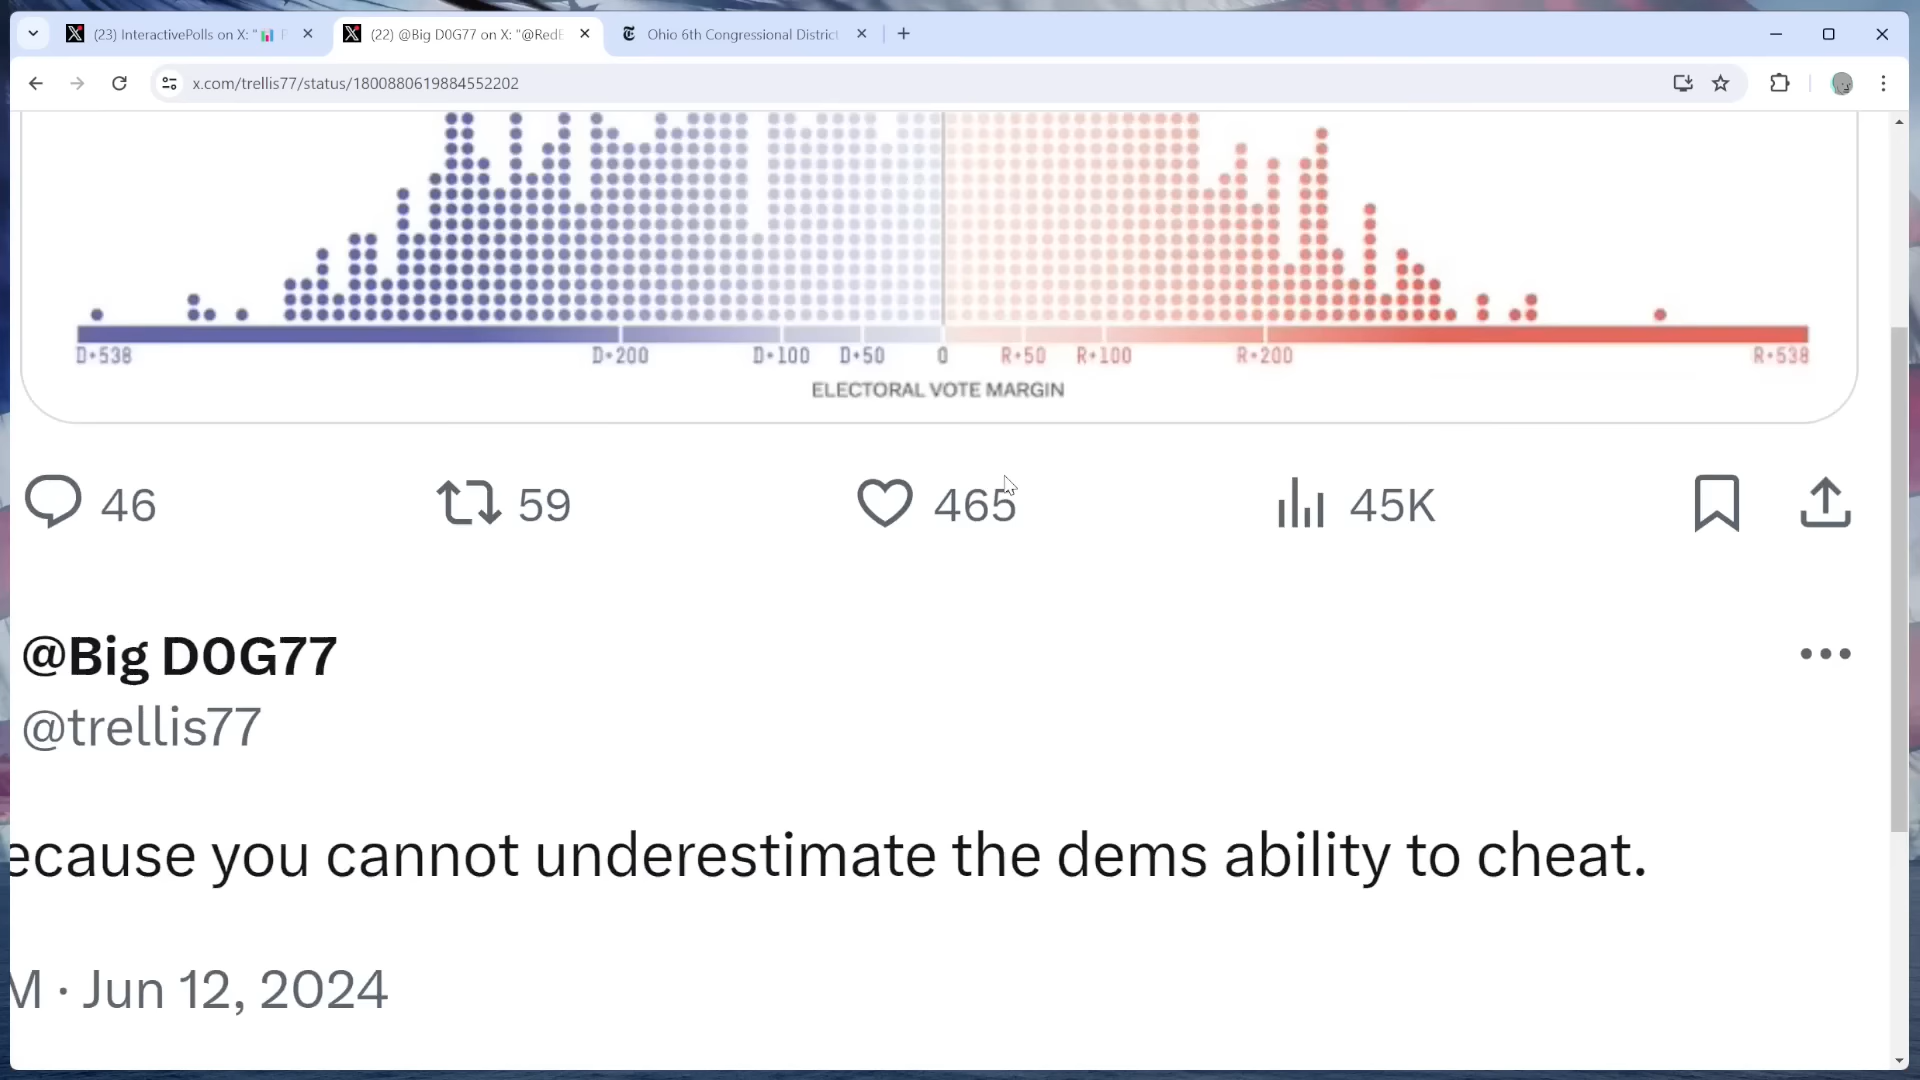 (23) InteractivePolls on X: "📊 P
(22) @Big D0G77 on X: "@RedE
Ohio 6th Congressional District
x.com/trellis77/status/1800880619884552202
D+538 D+200 D+100 D+50 0 R+50 R+100 R+200 R+538
ELECTORAL VOTE MARGIN
46 59 465 45K
@Big D0G77
@trellis77
ecause you cannot underestimate the dems ability to cheat.
M · Jun 12, 2024